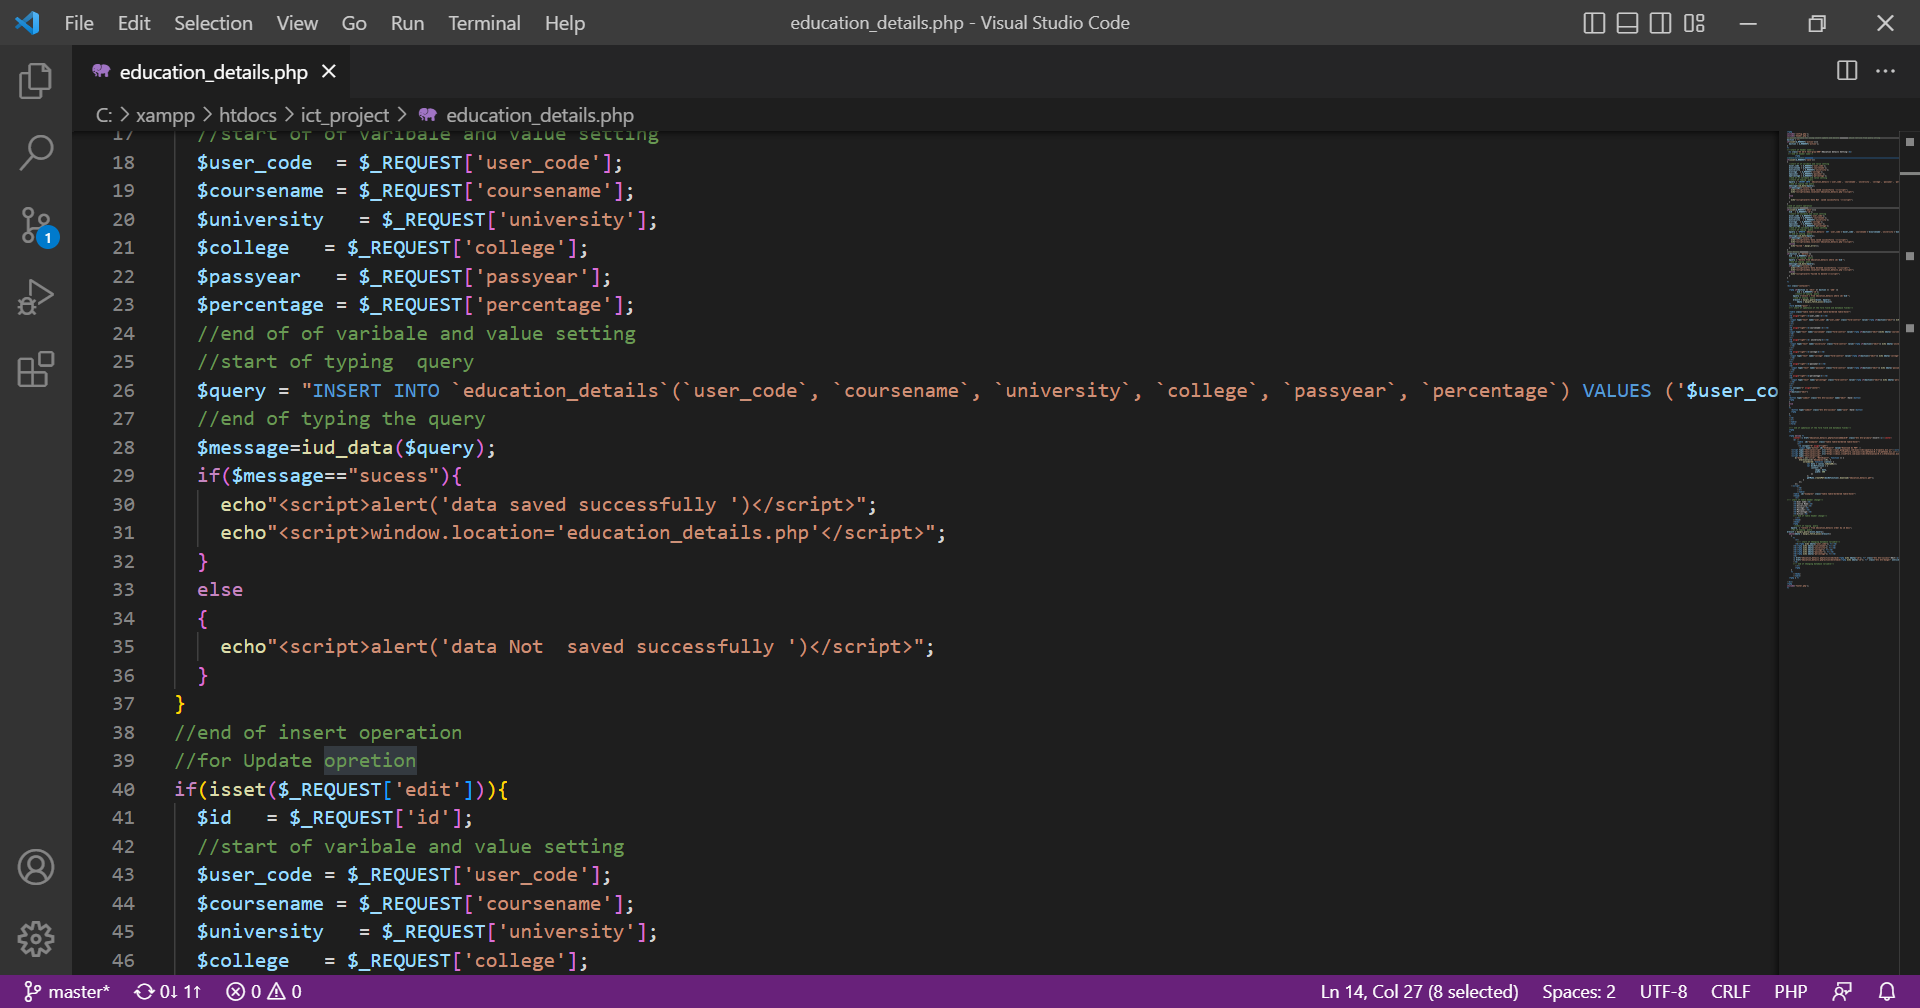 File Edit Selection View Go Run Terminal Help
education_details.php - Visual Studio Code
education_details.php
C: > xampp > htdocs > ict_project > education_details.php
17 //start of of varibale and value setting
18 $user_code  = $_REQUEST['user_code'];
19 $coursename = $_REQUEST['coursename'];
20 $university   = $_REQUEST['university'];
21 $college   = $_REQUEST['college'];
22 $passyear   = $_REQUEST['passyear'];
23 $percentage = $_REQUEST['percentage'];
24 //end of of varibale and value setting
25 //start of typing  query
26 $query = "INSERT INTO `education_details`(`user_code`, `coursename`, `university`, `college`, `passyear`, `percentage`) VALUES ('$user_co
27 //end of typing the query
28 $message=iud_data($query);
29 if($message=="sucess"){
30 echo"<script>alert('data saved successfully ')</script>";
31 echo"<script>window.location='education_details.php'</script>";
32 }
33 else
34 {
35 echo"<script>alert('data Not  saved successfully ')</script>";
36 }
37 }
38 //end of insert operation
39 //for Update opretion
40 if(isset($_REQUEST['edit'])){
41 $id   = $_REQUEST['id'];
42 //start of varibale and value setting
43 $user_code = $_REQUEST['user_code'];
44 $coursename = $_REQUEST['coursename'];
45 $university   = $_REQUEST['university'];
46 $college   = $_REQUEST['college'];
1
master* 0↓ 1↑ 0 0 Ln 14, Col 27 (8 selected) Spaces: 2 UTF-8 CRLF PHP